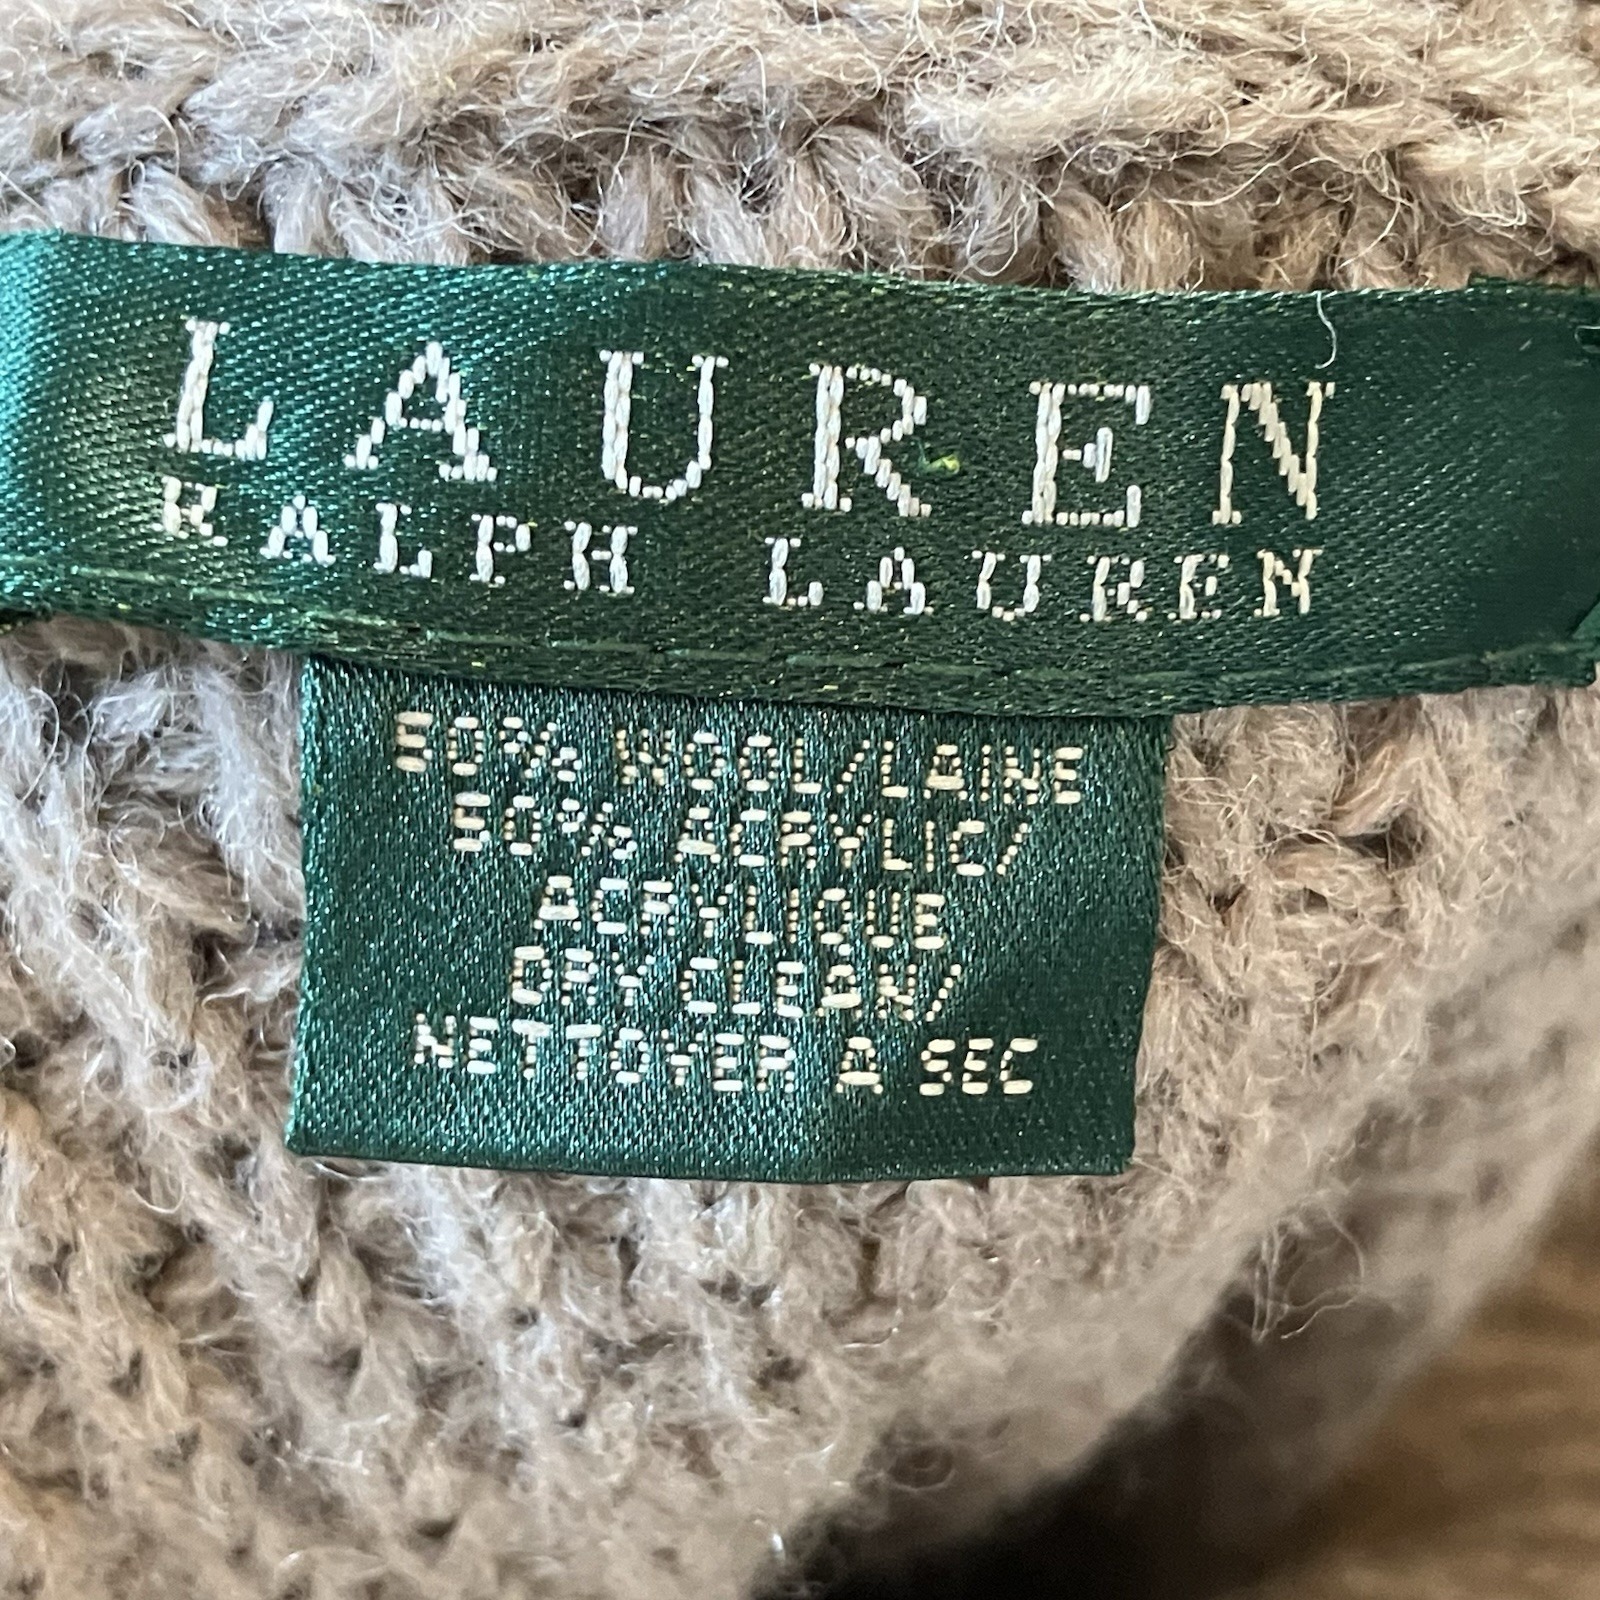 LAUREN
RALPH LAUREN
50% WOOL/LAINE
50% ACRYLIC/
ACRYLIQUE
DRY CLEAN/
NETTOYER A SEC